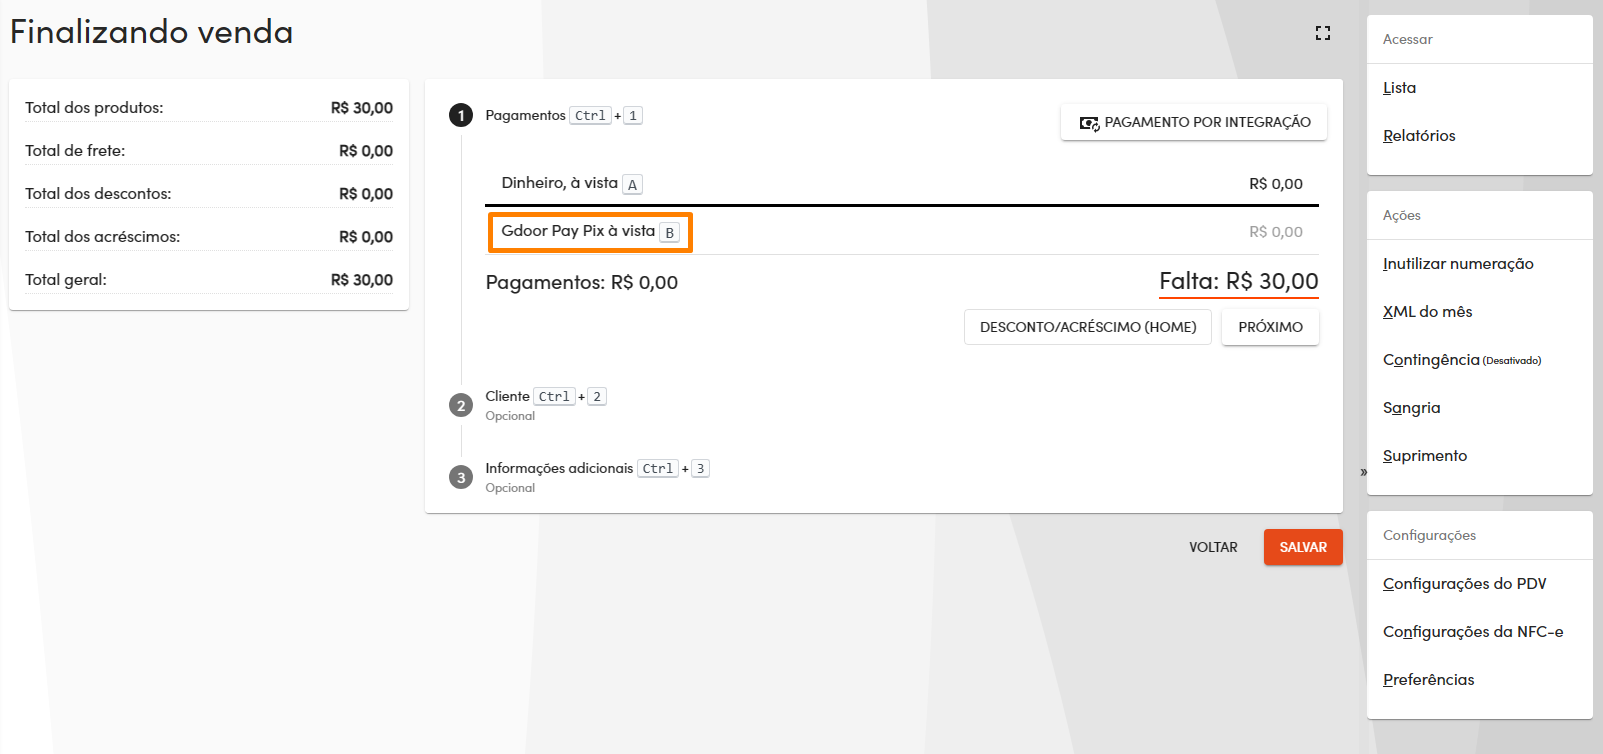 Finalizando venda
Total dos produtos: R$ 30,00
Total de frete: R$ 0,00
Total dos descontos: R$ 0,00
Total dos acréscimos: R$ 0,00
Total geral: R$ 30,00
1 Pagamentos Ctrl + 1
PAGAMENTO POR INTEGRAÇÃO
Dinheiro, à vista A R$ 0,00
Gdoor Pay Pix à vista B R$ 0,00
Pagamentos: R$ 0,00 Falta: R$ 30,00
DESCONTO/ACRÉSCIMO (HOME) PRÓXIMO
2 Cliente Ctrl + 2
Opcional
3 Informações adicionais Ctrl + 3
Opcional
VOLTAR SALVAR
»
Acessar
Lista
Relatórios
Ações
Inutilizar numeração
XML do mês
Contingência (Desativado)
Sangria
Suprimento
Configurações
Configurações do PDV
Configurações da NFC-e
Preferências